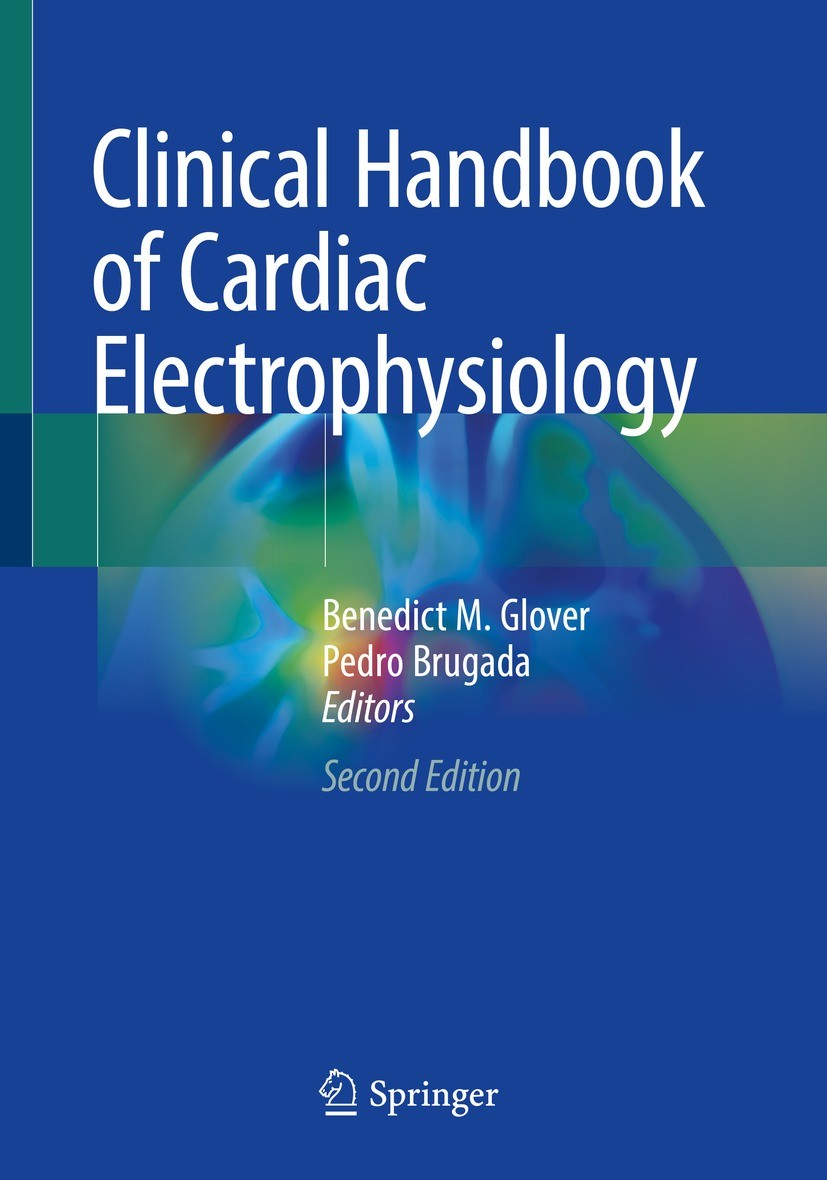 Clinical Handbook
of Cardiac
Electrophysiology
Benedict M. Glover
Pedro Brugada
Editors
Second Edition
Springer